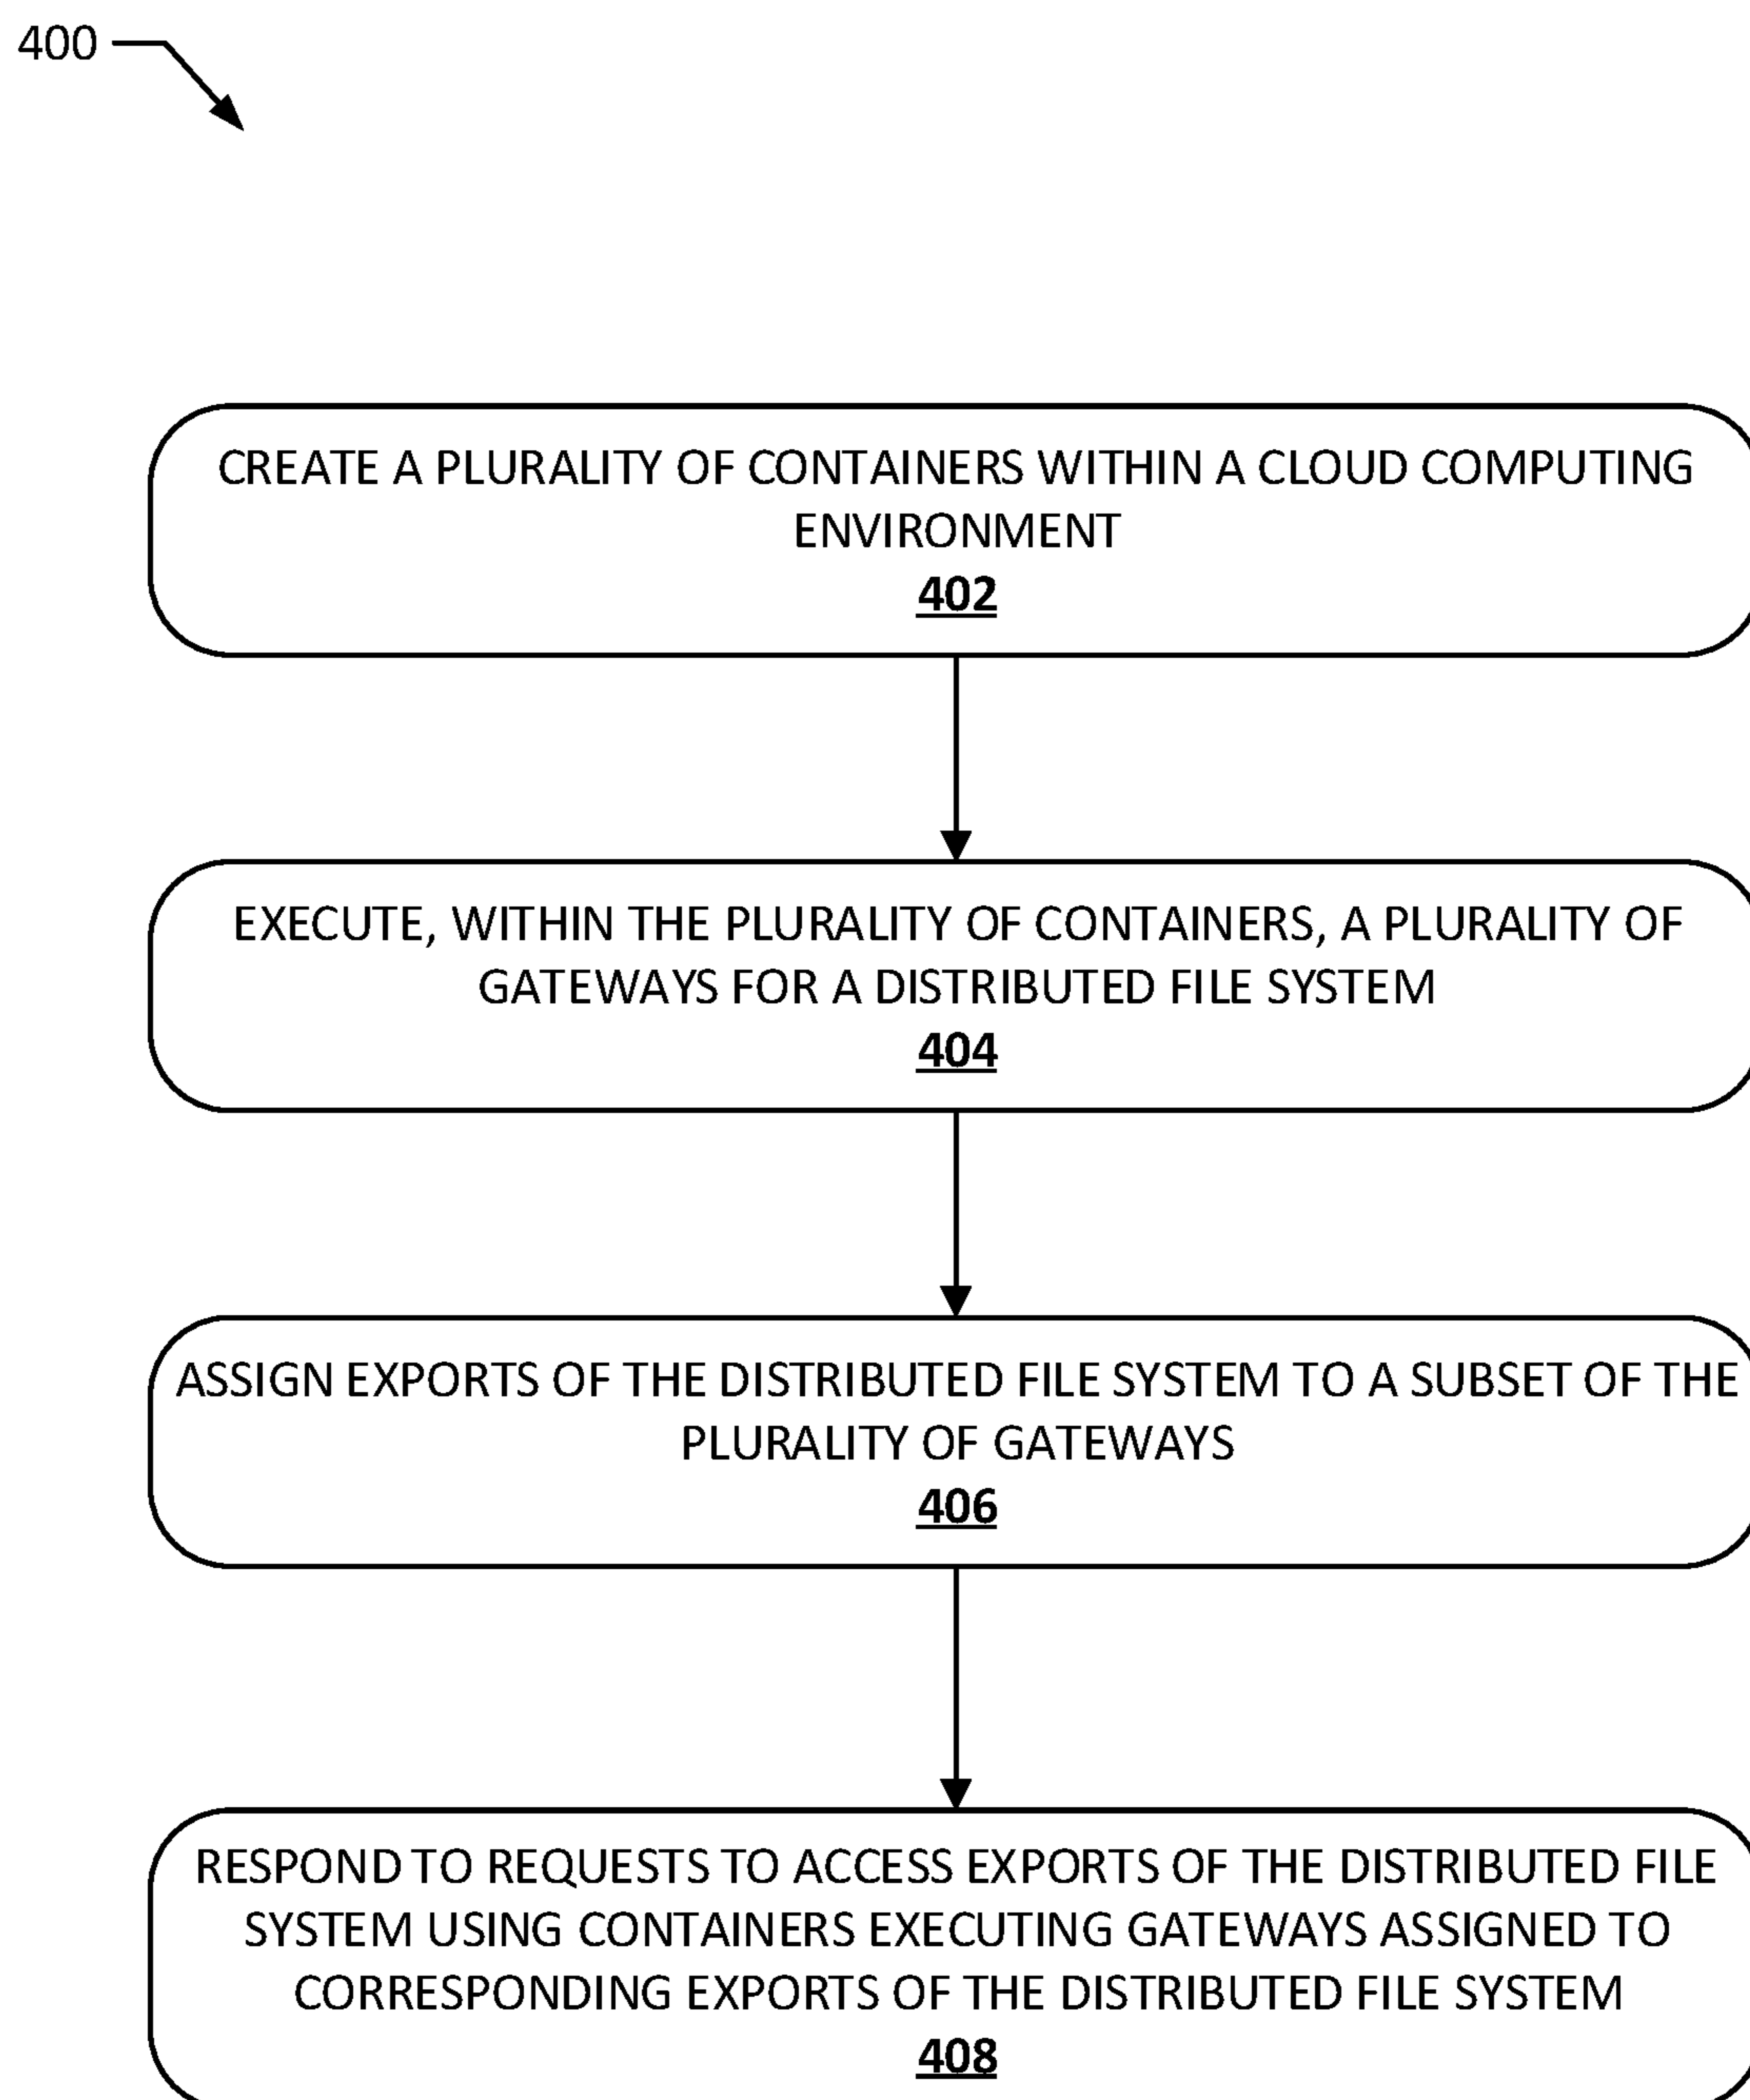 400
CREATE A PLURALITY OF CONTAINERS WITHIN A CLOUD COMPUTING
ENVIRONMENT
402
EXECUTE, WITHIN THE PLURALITY OF CONTAINERS, A PLURALITY OF
GATEWAYS FOR A DISTRIBUTED FILE SYSTEM
404
ASSIGN EXPORTS OF THE DISTRIBUTED FILE SYSTEM TO A SUBSET OF THE
PLURALITY OF GATEWAYS
406
RESPOND TO REQUESTS TO ACCESS EXPORTS OF THE DISTRIBUTED FILE
SYSTEM USING CONTAINERS EXECUTING GATEWAYS ASSIGNED TO
CORRESPONDING EXPORTS OF THE DISTRIBUTED FILE SYSTEM
408